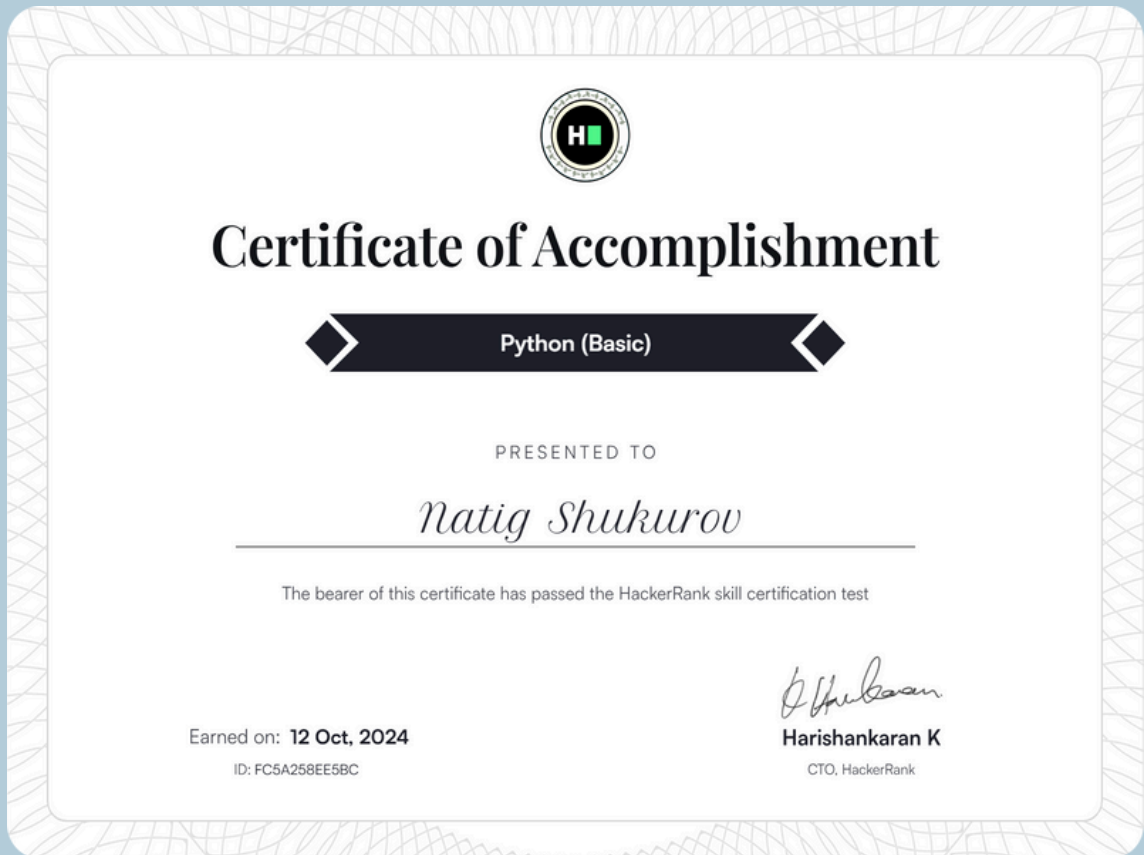 H
Certificate of Accomplishment
Python (Basic)
PRESENTED TO
Natig Shukurov
The bearer of this certificate has passed the HackerRank skill certification test
Earned on: 12 Oct, 2024
ID: FC5A258EE5BC
Harishankaran K
CTO, HackerRank